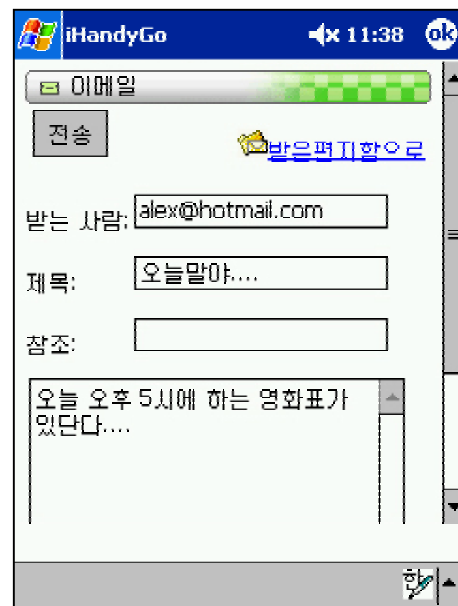 iHandyGo 11:38 ok
이메일
전송
받은편지함으로
받는 사람: alex@hotmail.com
제목: 오늘말야....
참조:
오늘 오후 5시에 하는 영화표가
있단다....
한